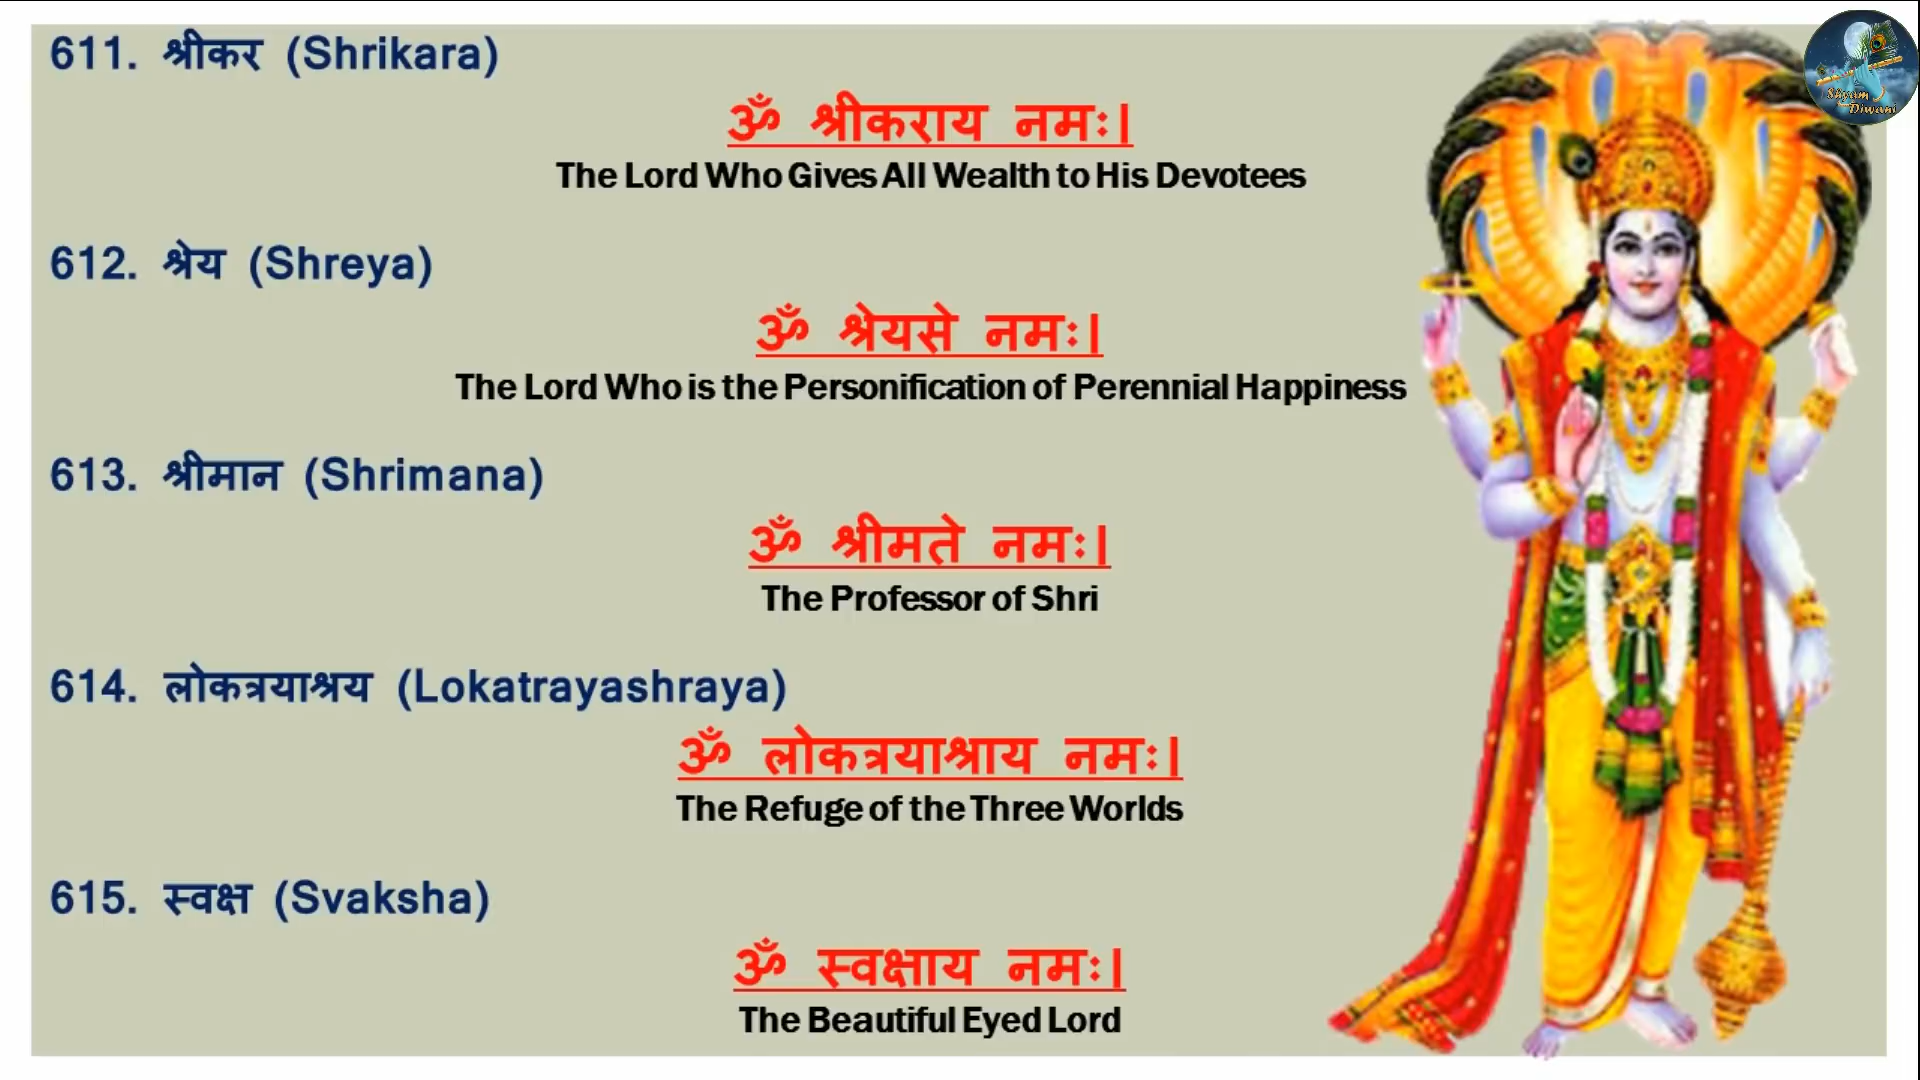 611. श्रीकर (Shrikara)
ॐ श्रीकराय नमः।
The Lord Who Gives All Wealth to His Devotees
612. श्रेय (Shreya)
ॐ श्रेयसे नमः।
The Lord Who is the Personification of Perennial Happiness
613. श्रीमान (Shrimana)
ॐ श्रीमते नमः।
The Professor of Shri
614. लोकत्रयाश्रय (Lokatrayashraya)
ॐ लोकत्रयाश्राय नमः।
The Refuge of the Three Worlds
615. स्वक्ष (Svaksha)
ॐ स्वक्षाय नमः।
The Beautiful Eyed Lord
Shyam
Diwani